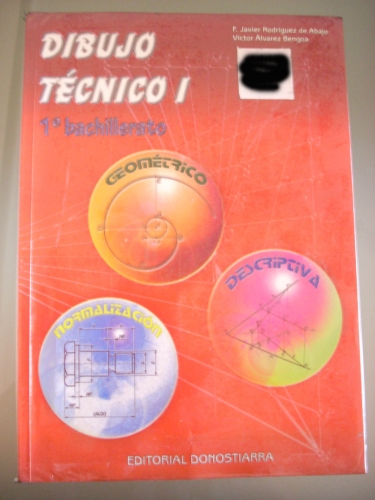 F. Javier Rodríguez de Abajo
Víctor Álvarez Bengoa
DIBUJO
TÉCNICO I
1º bachillerato
GEOMÉTRICO
DESCRIPTIVA
NORMALIZACIÓN
EDITORIAL DONOSTIARRA